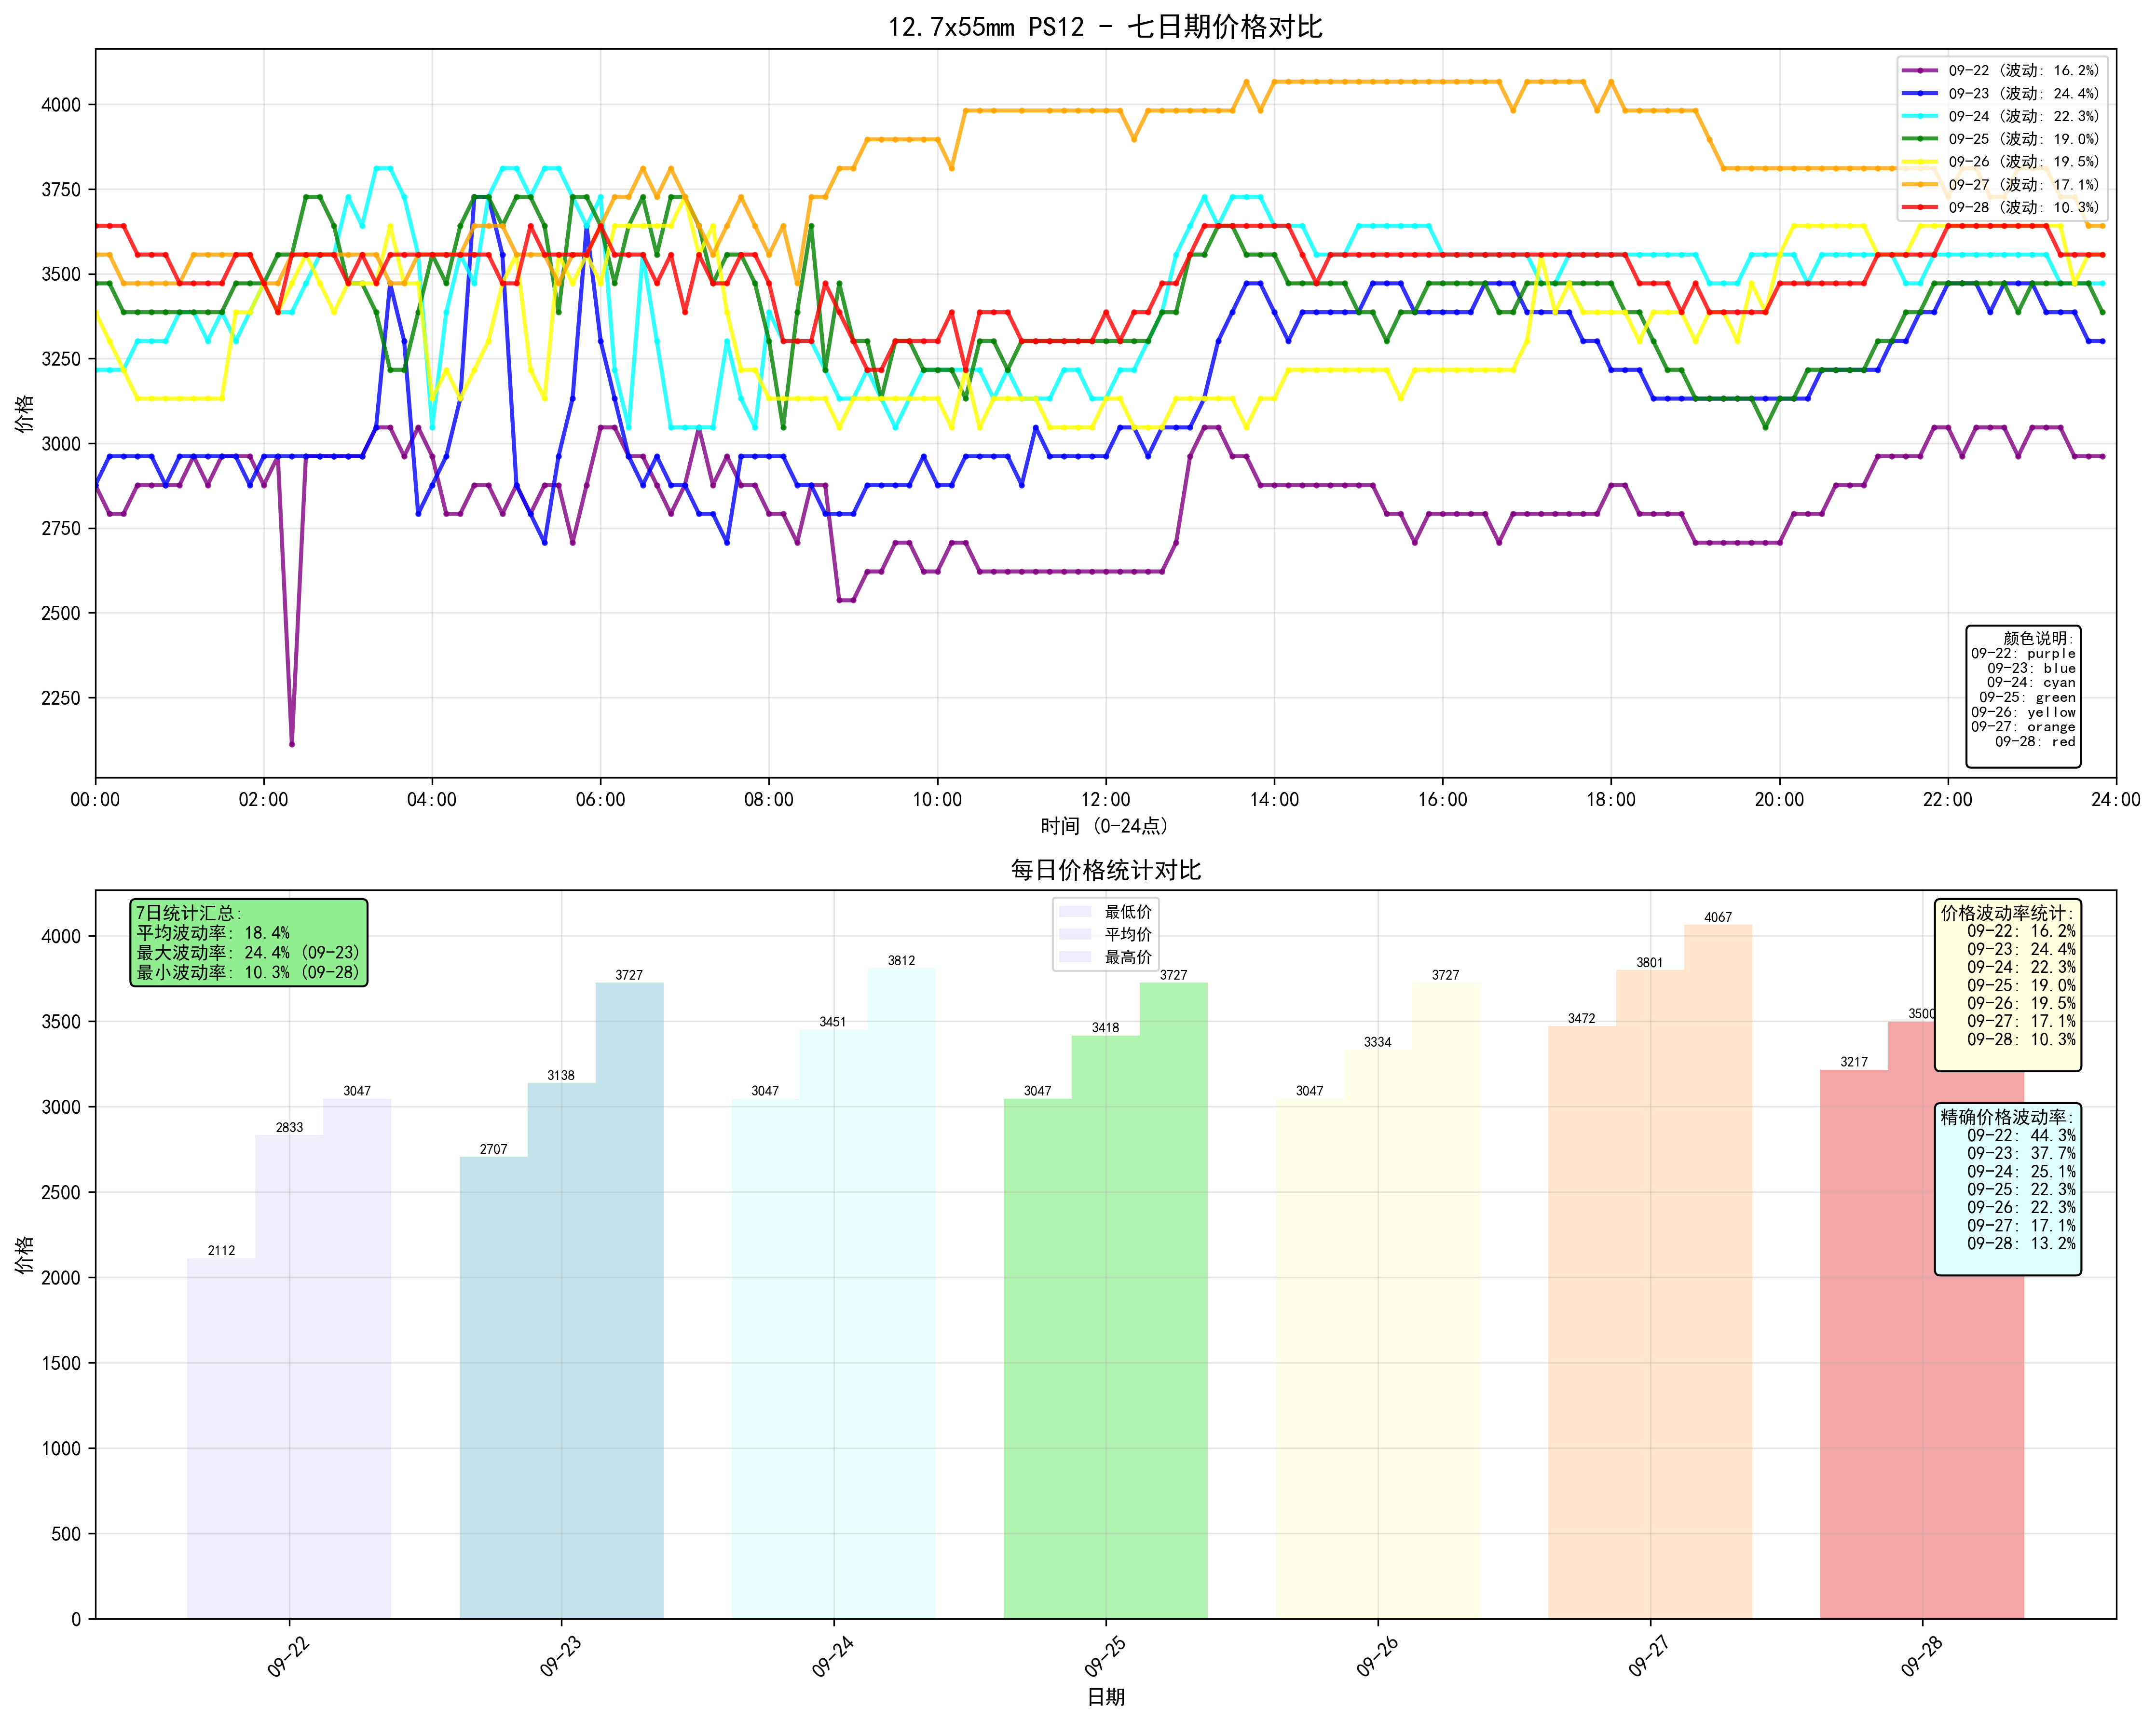 12.7x55mm PS12 - 七日期价格对比
价格
4000
3750
3500
3250
3000
2750
2500
2250
09-22 (波动: 16.2%)
09-23 (波动: 24.4%)
09-24 (波动: 22.3%)
09-25 (波动: 19.0%)
09-26 (波动: 19.5%)
09-27 (波动: 17.1%)
09-28 (波动: 10.3%)
颜色说明:
09-22: purple
09-23: blue
09-24: cyan
09-25: green
09-26: yellow
09-27: orange
09-28: red
00:00 02:00 04:00 06:00 08:00 10:00 12:00 14:00 16:00 18:00 20:00 22:00 24:00
时间 (0-24点)
每日价格统计对比
价格
4000
3500
3000
2500
2000
1500
1000
500
0
7日统计汇总:
平均波动率: 18.4%
最大波动率: 24.4% (09-23)
最小波动率: 10.3% (09-28)
最低价
平均价
最高价
价格波动率统计:
09-22: 16.2%
09-23: 24.4%
09-24: 22.3%
09-25: 19.0%
09-26: 19.5%
09-27: 17.1%
09-28: 10.3%
精确价格波动率:
09-22: 44.3%
09-23: 37.7%
09-24: 25.1%
09-25: 22.3%
09-26: 22.3%
09-27: 17.1%
09-28: 13.2%
2112 2833 3047
2707 3138 3727
3047 3451 3812
3047 3418 3727
3047 3334 3727
3472 3801 4067
3217 3500
09-22 09-23 09-24 09-25 09-26 09-27 09-28
日期